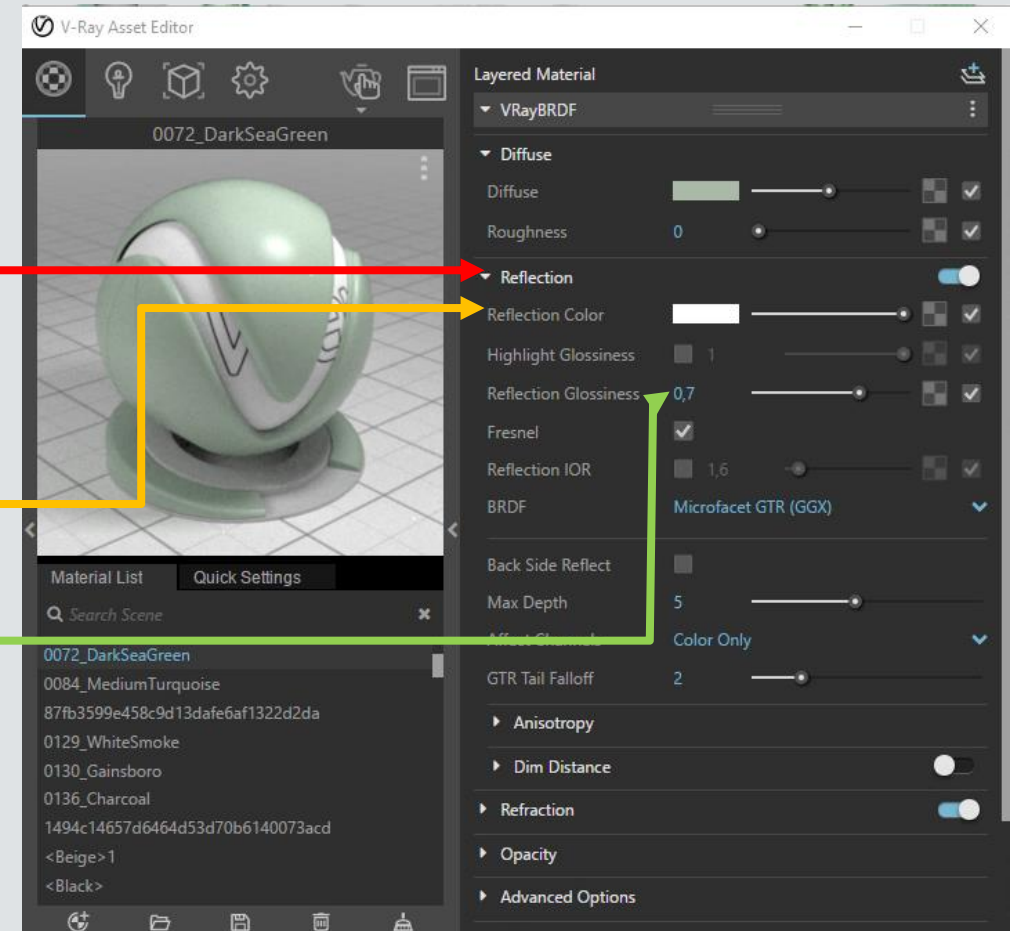 V-Ray Asset Editor
0072_DarkSeaGreen
Material List Quick Settings
Search Scene
0072_DarkSeaGreen
0084_MediumTurquoise
87fb3599e458c9d13dafe6af1322d2da
0129_WhiteSmoke
0130_Gainsboro
0136_Charcoal
1494c14657d6464d53d70b6140073acd
<Beige>1
<Black>
Layered Material
VRayBRDF
Diffuse
Diffuse
Roughness 0
Reflection
Reflection Color
Highlight Glossiness 1
Reflection Glossiness 0,7
Fresnel
Reflection IOR 1,6
BRDF Microfacet GTR (GGX)
Back Side Reflect
Max Depth 5
Affect Channels Color Only
GTR Tail Falloff 2
Anisotropy
Dim Distance
Refraction
Opacity
Advanced Options